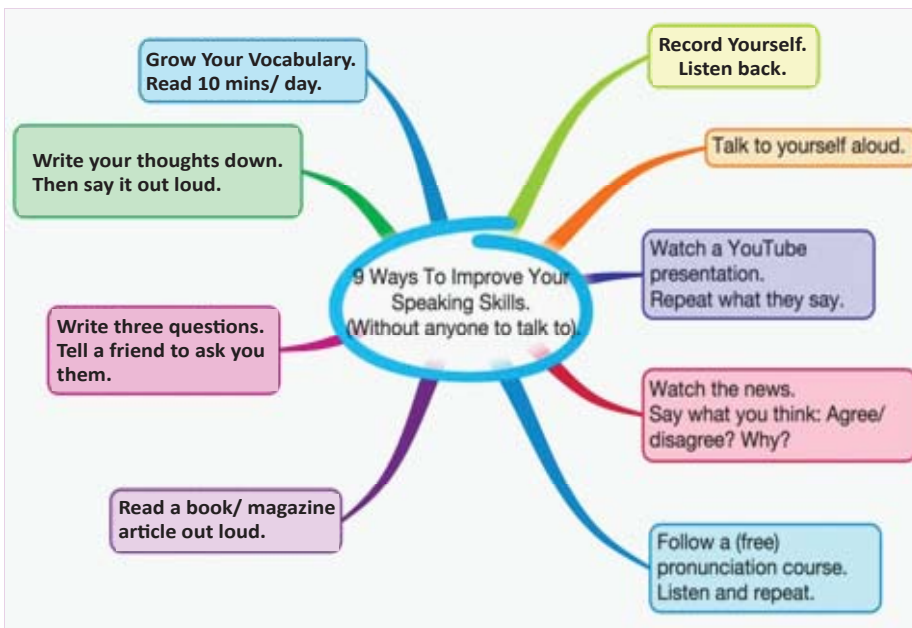 9 Ways To Improve Your
Speaking Skills.
(Without anyone to talk to).
Record Yourself.
Listen back.
Talk to yourself aloud.
Watch a YouTube
presentation.
Repeat what they say.
Watch the news.
Say what you think: Agree/
disagree? Why?
Follow a (free)
pronunciation course.
Listen and repeat.
Read a book/ magazine
article out loud.
Write three questions.
Tell a friend to ask you
them.
Write your thoughts down.
Then say it out loud.
Grow Your Vocabulary.
Read 10 mins/ day.